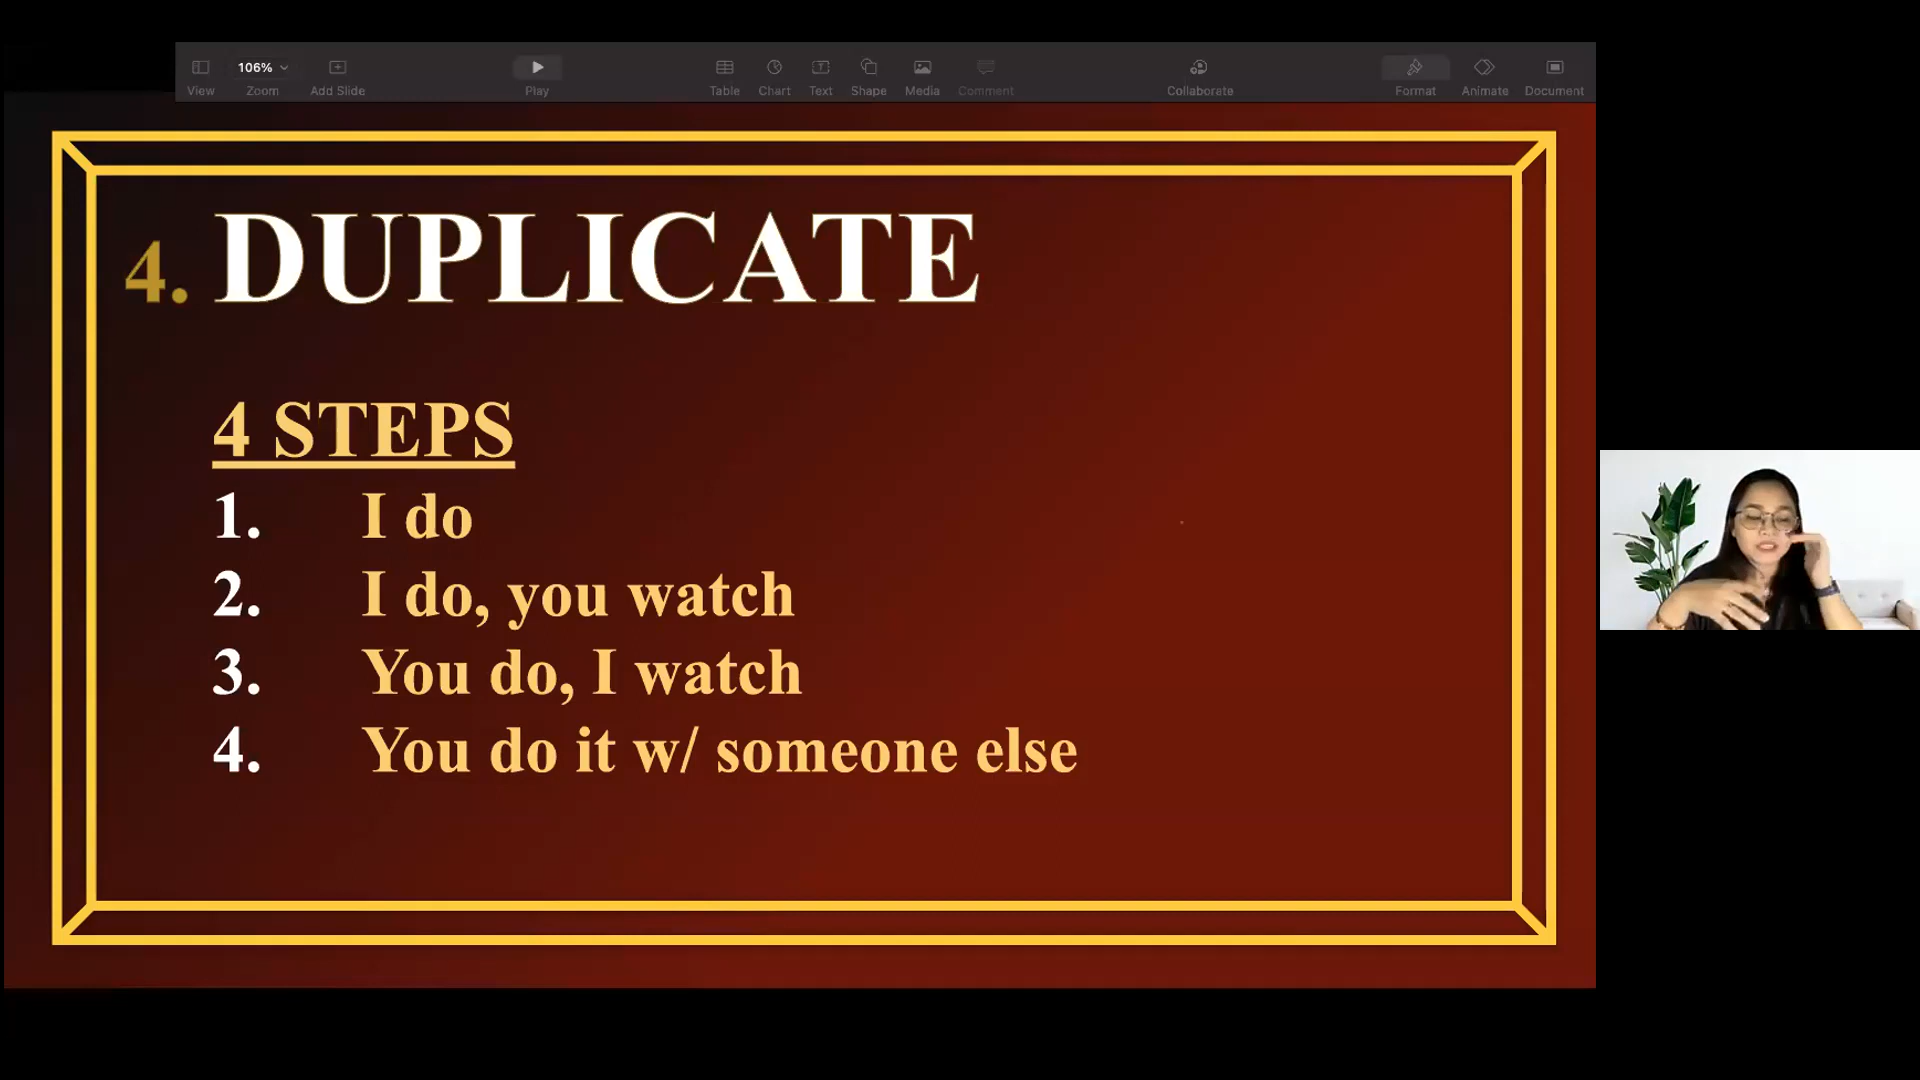 106%
View Zoom Add Slide Play Table Chart Text Shape Media Comment Collaborate Format Animate Document
4. DUPLICATE
4 STEPS
1. I do
2. I do, you watch
3. You do, I watch
4. You do it w/ someone else